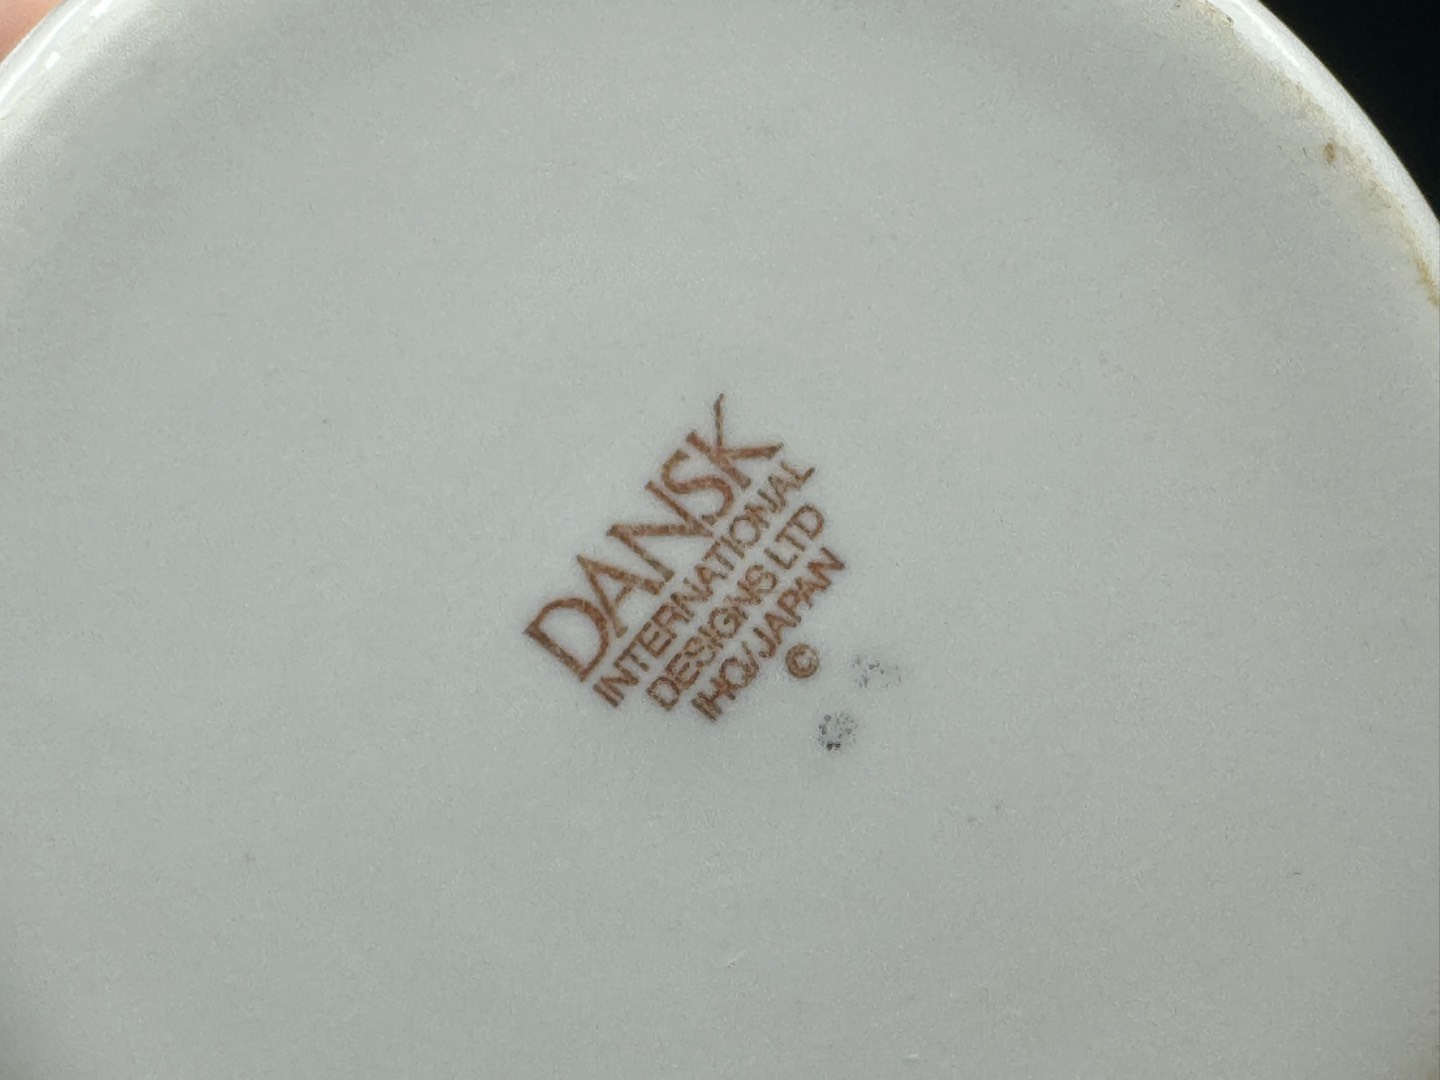 DANSK
INTERNATIONAL
DESIGNS LTD
IHQ/JAPAN
©